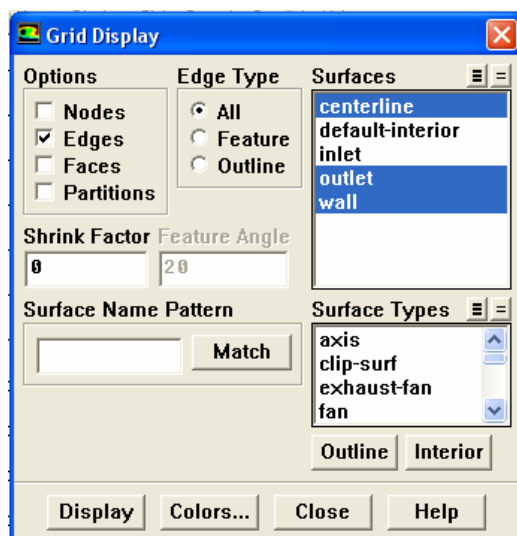 Grid Display
Options
Nodes
Edges
Faces
Partitions
Edge Type
All
Feature
Outline
Surfaces
centerline
default-interior
inlet
outlet
wall
Shrink Factor
0
Feature Angle
20
Surface Name Pattern
Match
Surface Types
axis
clip-surf
exhaust-fan
fan
Outline
Interior
Display
Colors...
Close
Help